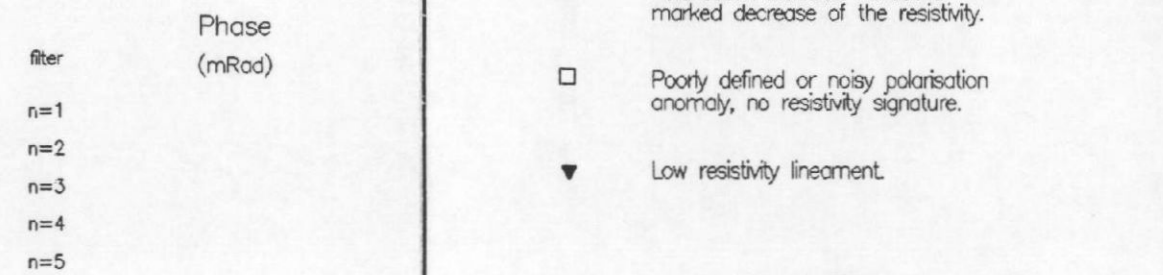 Phase
(mRad)
filter
n=1
n=2
n=3
n=4
n=5
marked decrease of the resistivity.
Poorly defined or noisy polarisation
anomaly, no resistivity signature.
Low resistivity lineament.